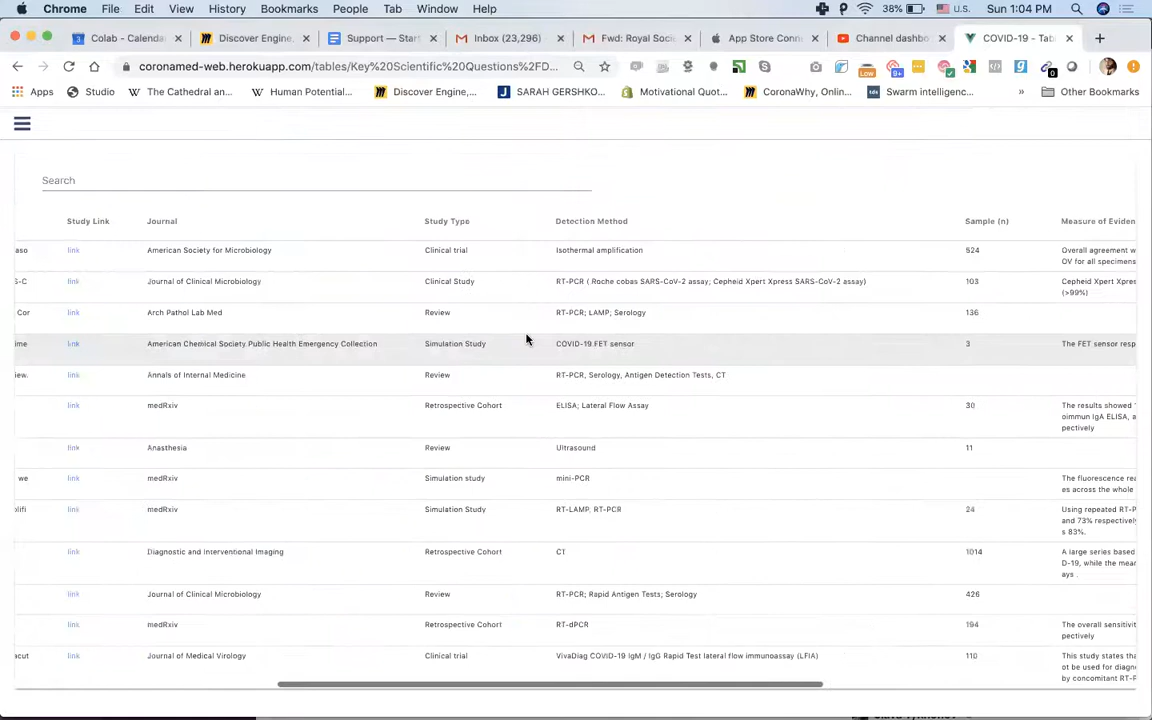 Chrome File Edit View History Bookmarks People Tab Window Help 38% U.S. Sun 1:04 PM
Colab - Calenda Discover Engine, Support — Star Inbox (23,296) Fwd: Royal Soci App Store Conn Channel dashbo COVID-19 - Tab
coronamed-web.herokuapp.com/tables/Key%20Scientific%20Questions%2FD...
Apps Studio The Cathedral an... Human Potential... Discover Engine,... SARAH GERSHKO... Motivational Quot... CoronaWhy, Onlin... Swarm intelligenc... » Other Bookmarks
Search
Study Link Journal Study Type Detection Method Sample (n) Measure of Eviden
aso link American Society for Microbiology Clinical trial Isothermal amplification 524 Overall agreement w
OV for all specimens
S-C link Journal of Clinical Microbiology Clinical Study RT-PCR ( Roche cobas SARS-CoV-2 assay; Cepheid Xpert Xpress SARS-CoV-2 assay) 103 Cepheid Xpert Xpres
(>99%)
Cor link Arch Pathol Lab Med Review RT-PCR; LAMP; Serology 136
ime link American Chemical Society Public Health Emergency Collection Simulation Study COVID-19 FET sensor 3 The FET sensor resp
iew. link Annals of Internal Medicine Review RT-PCR, Serology, Antigen Detection Tests, CT
link medRxiv Retrospective Cohort ELISA; Lateral Flow Assay 30 The results showed
oimmun IgA ELISA, a
pectively
link Anasthesia Review Ultrasound 11
we link medRxiv Simulation study mini-PCR The fluorescence rea
es across the whole
olifi link medRxiv Simulation Study RT-LAMP, RT-PCR 24 Using repeated RT-P
and 73% respectively
s 83%.
link Diagnostic and Interventional Imaging Retrospective Cohort CT 1014 A large series based
D-19, while the mear
ays .
link Journal of Clinical Microbiology Review RT-PCR; Rapid Antigen Tests; Serology 426
link medRxiv Retrospective Cohort RT-dPCR 194 The overall sensitivit
pectively
acut link Journal of Medical Virology Clinical trial VivaDiag COVID-19 IgM / IgG Rapid Test lateral flow immunoassay (LFIA) 110 This study states tha
ot be used for diagn
by concomitant RT-P